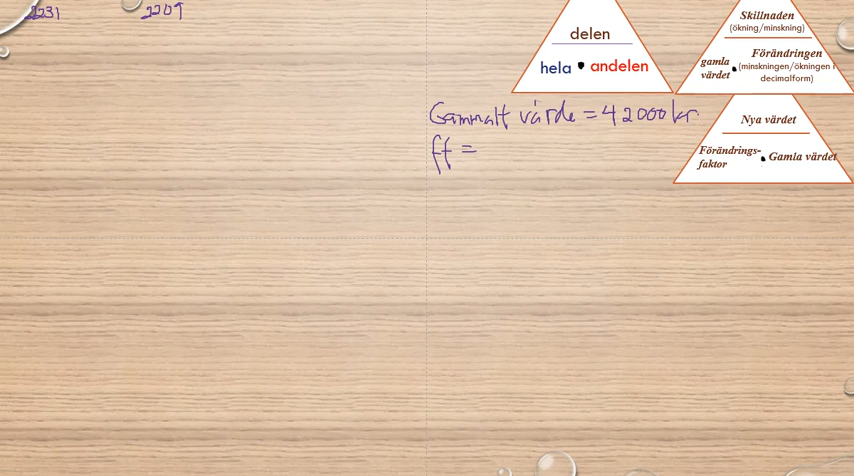 2231 2209
delen
hela • andelen
Skillnaden
(ökning/minskning)
gamla värdet • Förändringen
(minskningen/ökningen i decimalform)
Gammalt värde = 42000 kr.
ff =
Nya värdet
Förändrings-
faktor • Gamla värdet